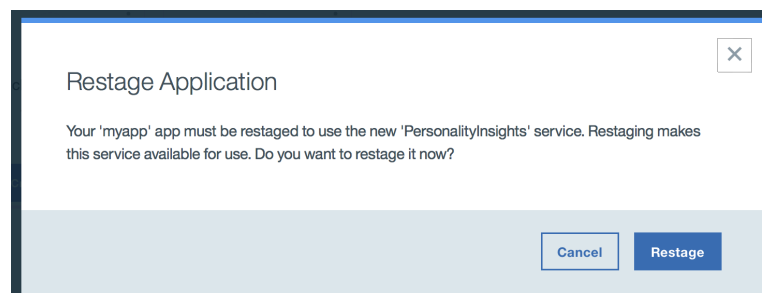 Restage Application
Your 'myapp' app must be restaged to use the new 'PersonalityInsights' service. Restaging makes
this service available for use. Do you want to restage it now?
Cancel
Restage